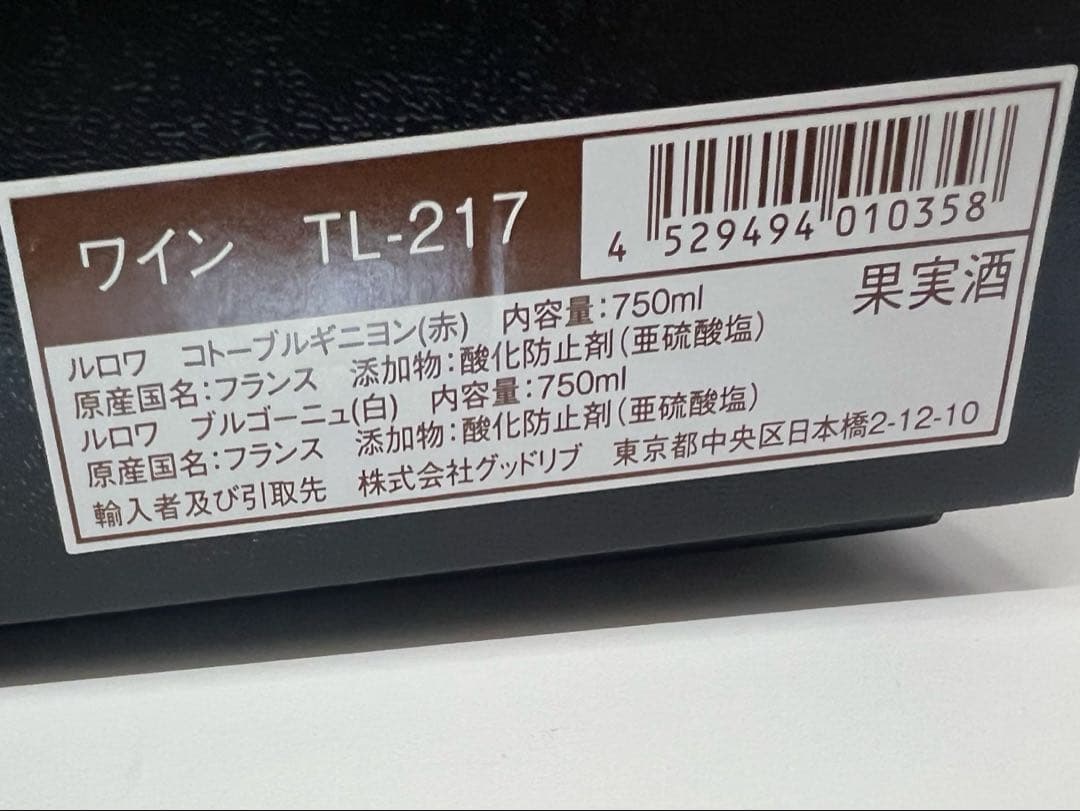 ワイン TL-217
4 529494 010358
果実酒
ルロワ コトーブルギニヨン(赤) 内容量:750ml
原産国名:フランス 添加物:酸化防止剤(亜硫酸塩)
ルロワ ブルゴーニュ(白) 内容量:750ml
原産国名:フランス 添加物:酸化防止剤(亜硫酸塩)
輸入者及び引取先 株式会社グッドリブ 東京都中央区日本橋2-12-10